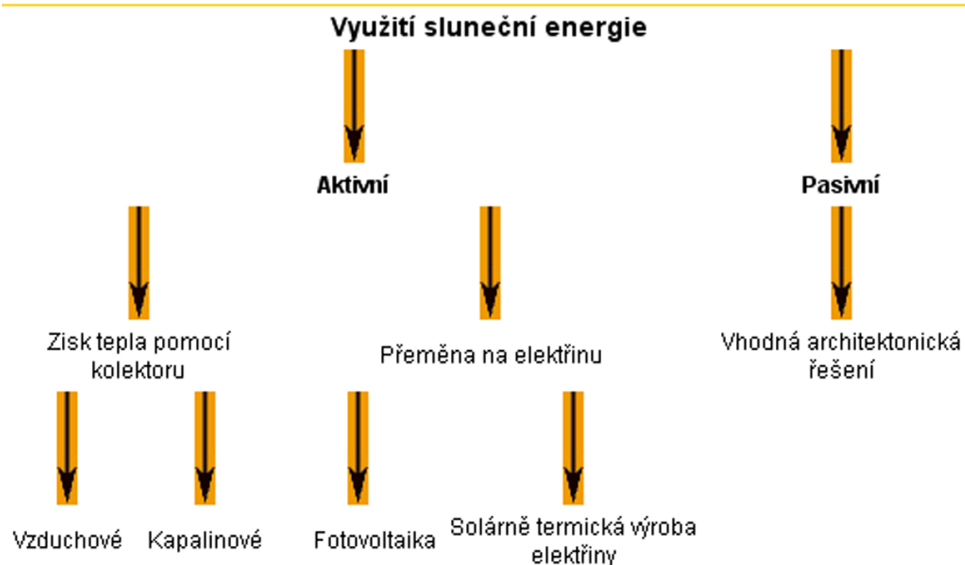 Využití sluneční energie
Aktivní
Pasivní
Zisk tepla pomocí
kolektoru
Přeměna na elektřinu
Vhodná architektonická
řešení
Vzduchové
Kapalinové
Fotovoltaika
Solárně termická výroba
elektřiny